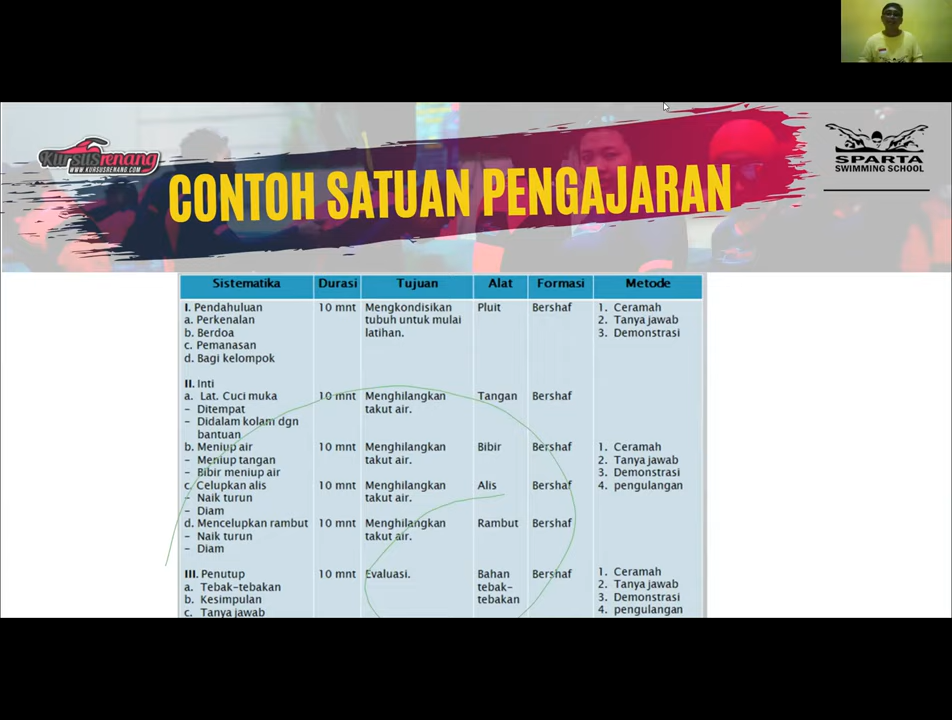 Kursusrenang
WWW.KURSUSRENANG.COM
CONTOH SATUAN PENGAJARAN
SPARTA
SWIMMING SCHOOL
Sistematika Durasi Tujuan Alat Formasi Metode
I. Pendahuluan 10 mnt Mengkondisikan Pluit Bershaf 1. Ceramah
a. Perkenalan tubuh untuk mulai 2. Tanya jawab
b. Berdoa latihan. 3. Demonstrasi
c. Pemanasan
d. Bagi kelompok
II. Inti
a. Lat. Cuci muka 10 mnt Menghilangkan Tangan Bershaf
- Ditempat takut air.
- Didalam kolam dgn
bantuan
b. Meniup air 10 mnt Menghilangkan Bibir Bershaf 1. Ceramah
- Meniup tangan takut air. 2. Tanya jawab
- Bibir meniup air 3. Demonstrasi
c. Celupkan alis 10 mnt Menghilangkan Alis Bershaf 4. pengulangan
- Naik turun takut air.
- Diam
d. Mencelupkan rambut 10 mnt Menghilangkan Rambut Bershaf
- Naik turun takut air.
- Diam
III. Penutup 10 mnt Evaluasi. Bahan Bershaf 1. Ceramah
a. Tebak-tebakan tebak- 2. Tanya jawab
b. Kesimpulan tebakan 3. Demonstrasi
c. Tanya jawab 4. pengulangan